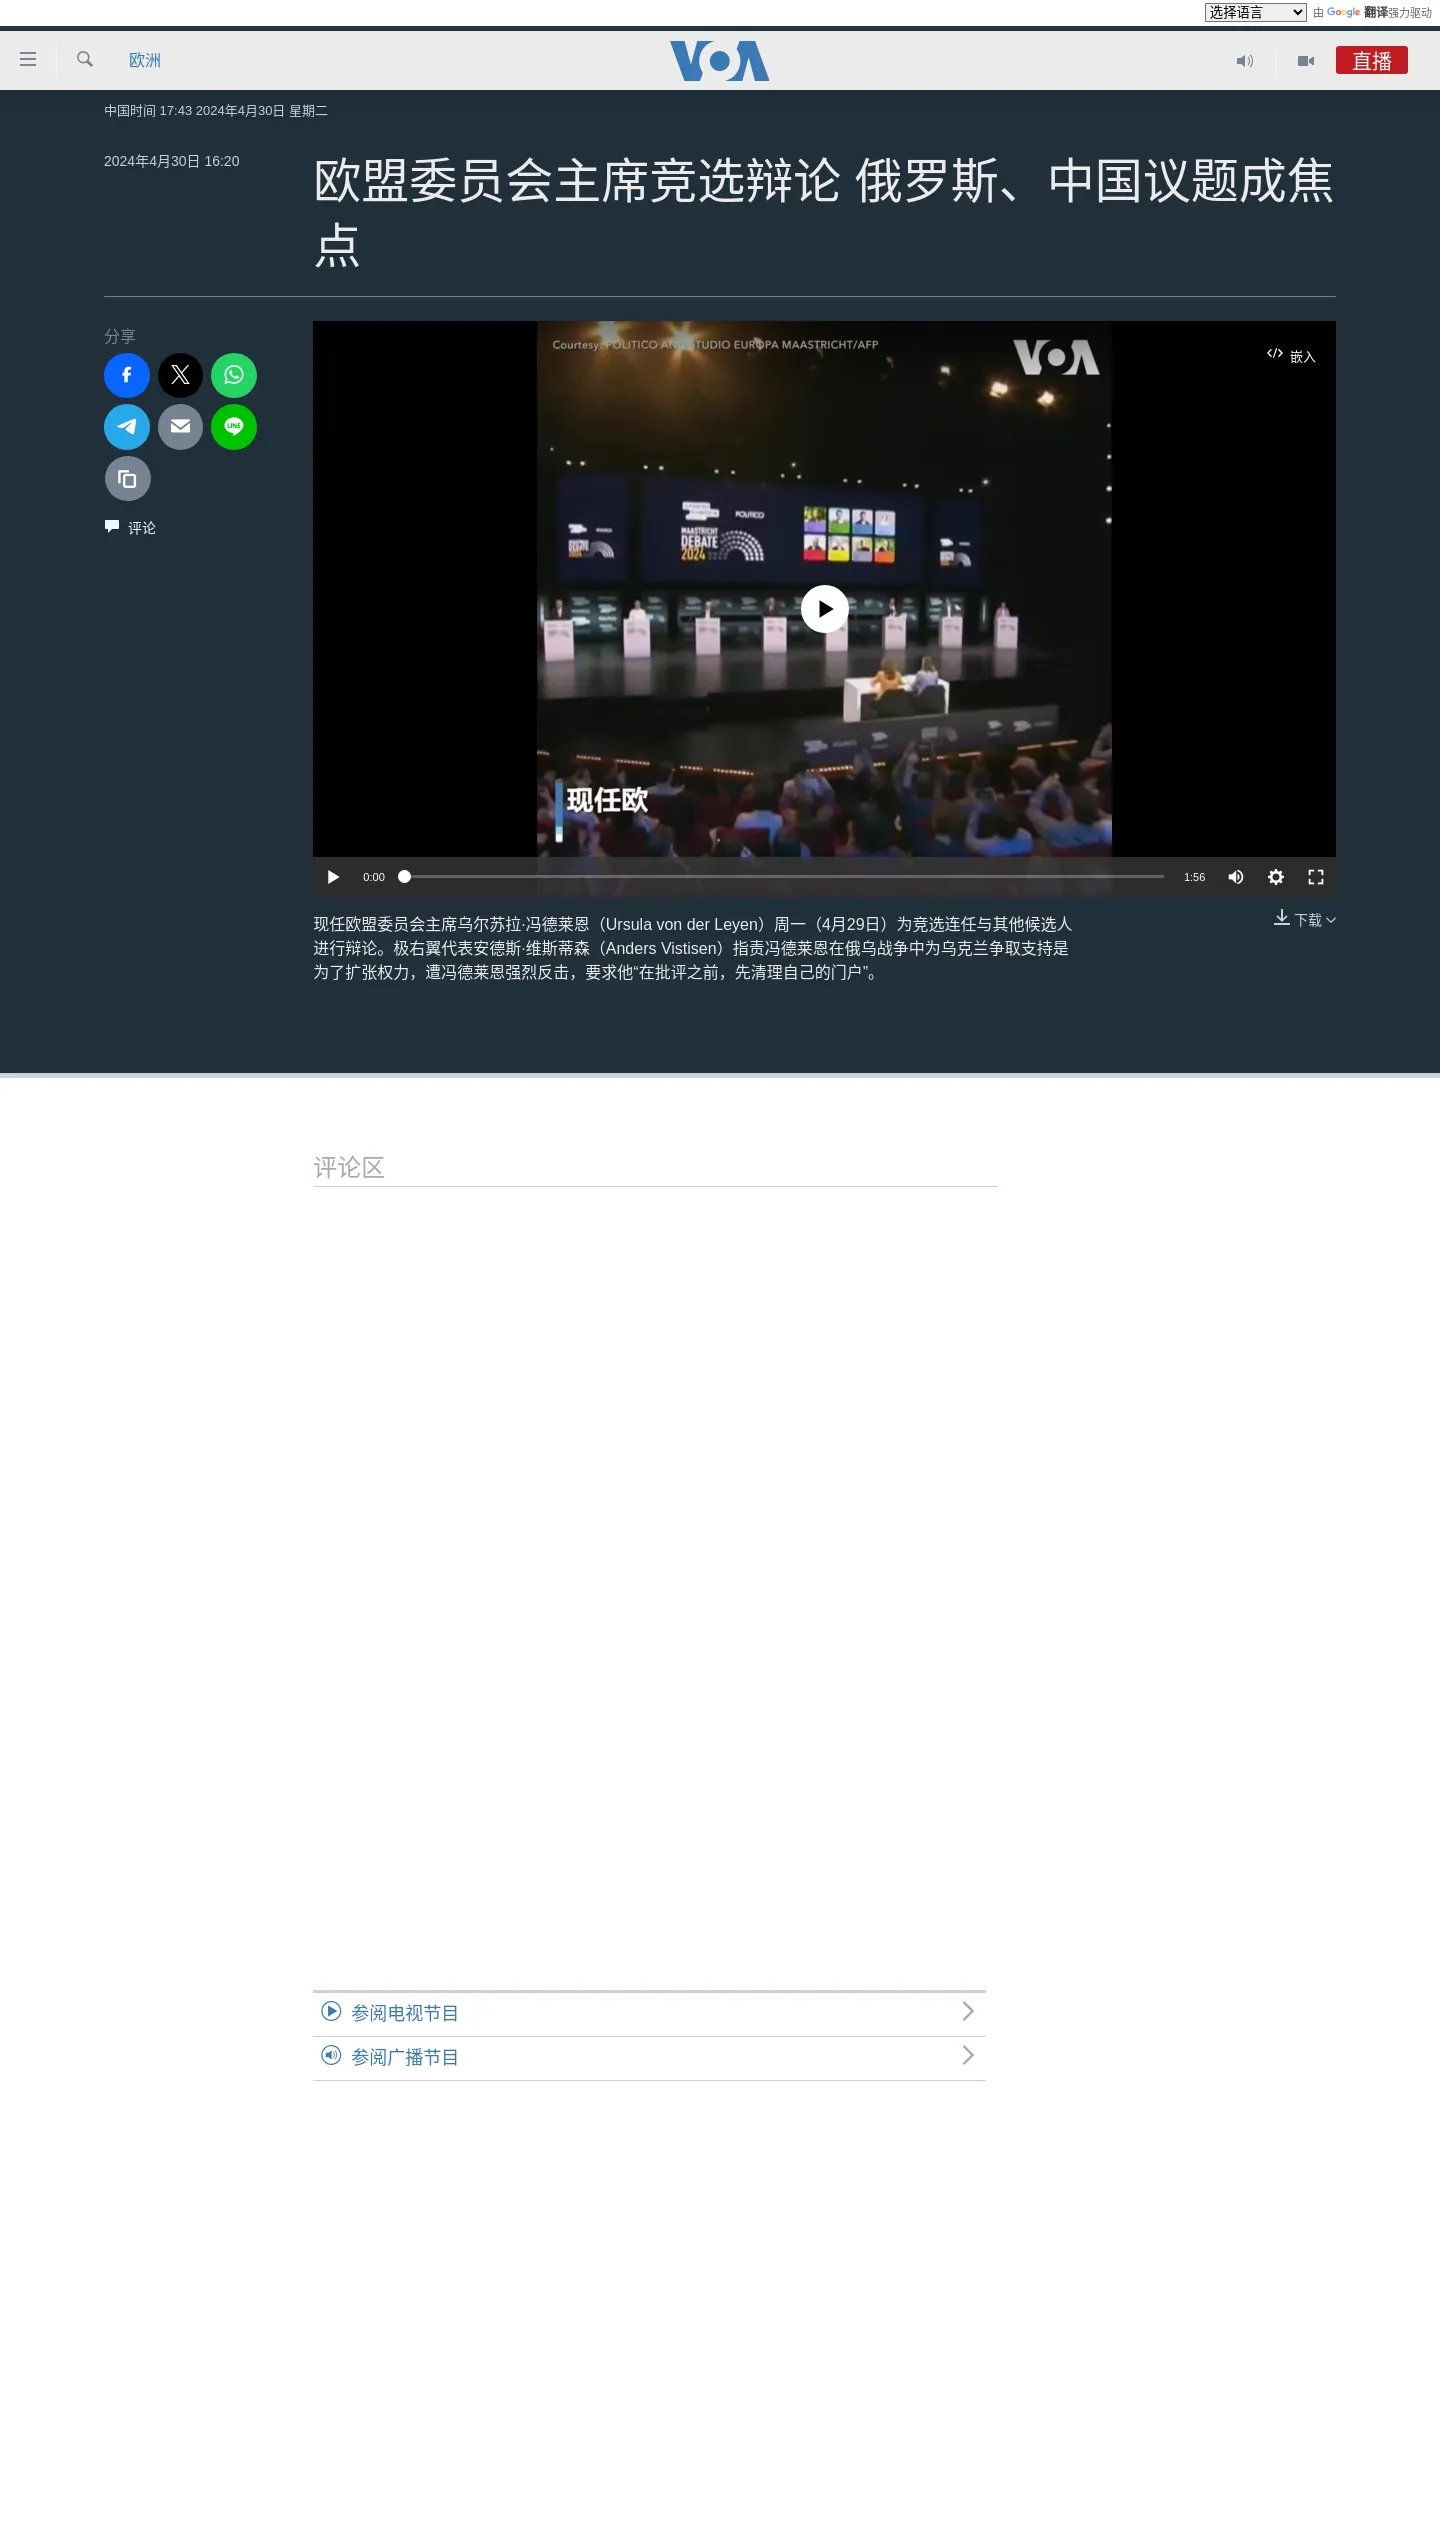 选择语言 由 Google 翻译强力驱动
欧洲
VOA
直播
中国时间 17:43 2024年4月30日 星期二
2024年4月30日 16:20
欧盟委员会主席竞选辩论 俄罗斯、中国议题成焦
点
分享
Courtesy: POLITICO AND STUDIO EUROPA MAASTRICHT/AFP
VOA
嵌入
LINE
评论
POLITICO
MAASTRICHT
DEBATE
2024
DEBATE
现任欧
0:00
1:56
现任欧盟委员会主席乌尔苏拉·冯德莱恩（Ursula von der Leyen）周一（4月29日）为竞选连任与其他候选人
进行辩论。极右翼代表安德斯·维斯蒂森（Anders Vistisen）指责冯德莱恩在俄乌战争中为乌克兰争取支持是
为了扩张权力，遭冯德莱恩强烈反击，要求他“在批评之前，先清理自己的门户”。
下载
评论区
参阅电视节目
参阅广播节目